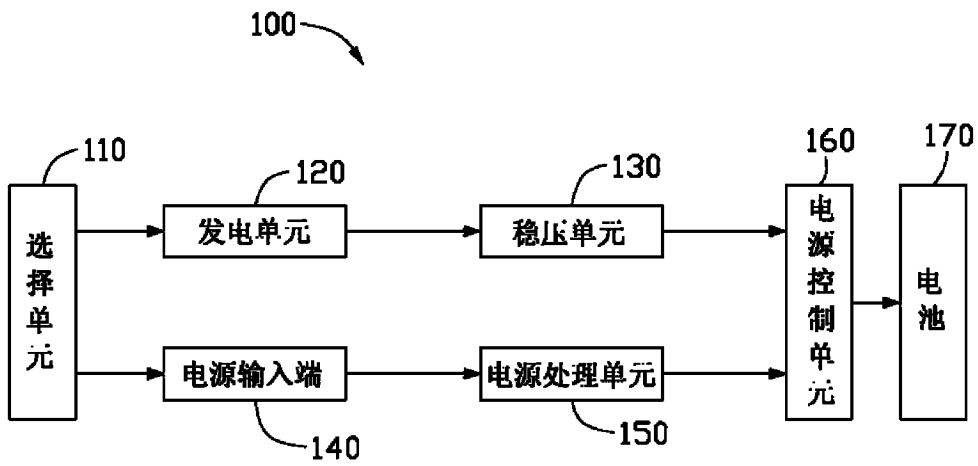 100
110
120
130
160
170
选择单元
发电单元
稳压单元
电源控制单元
电池
电源输入端
电源处理单元
140
150